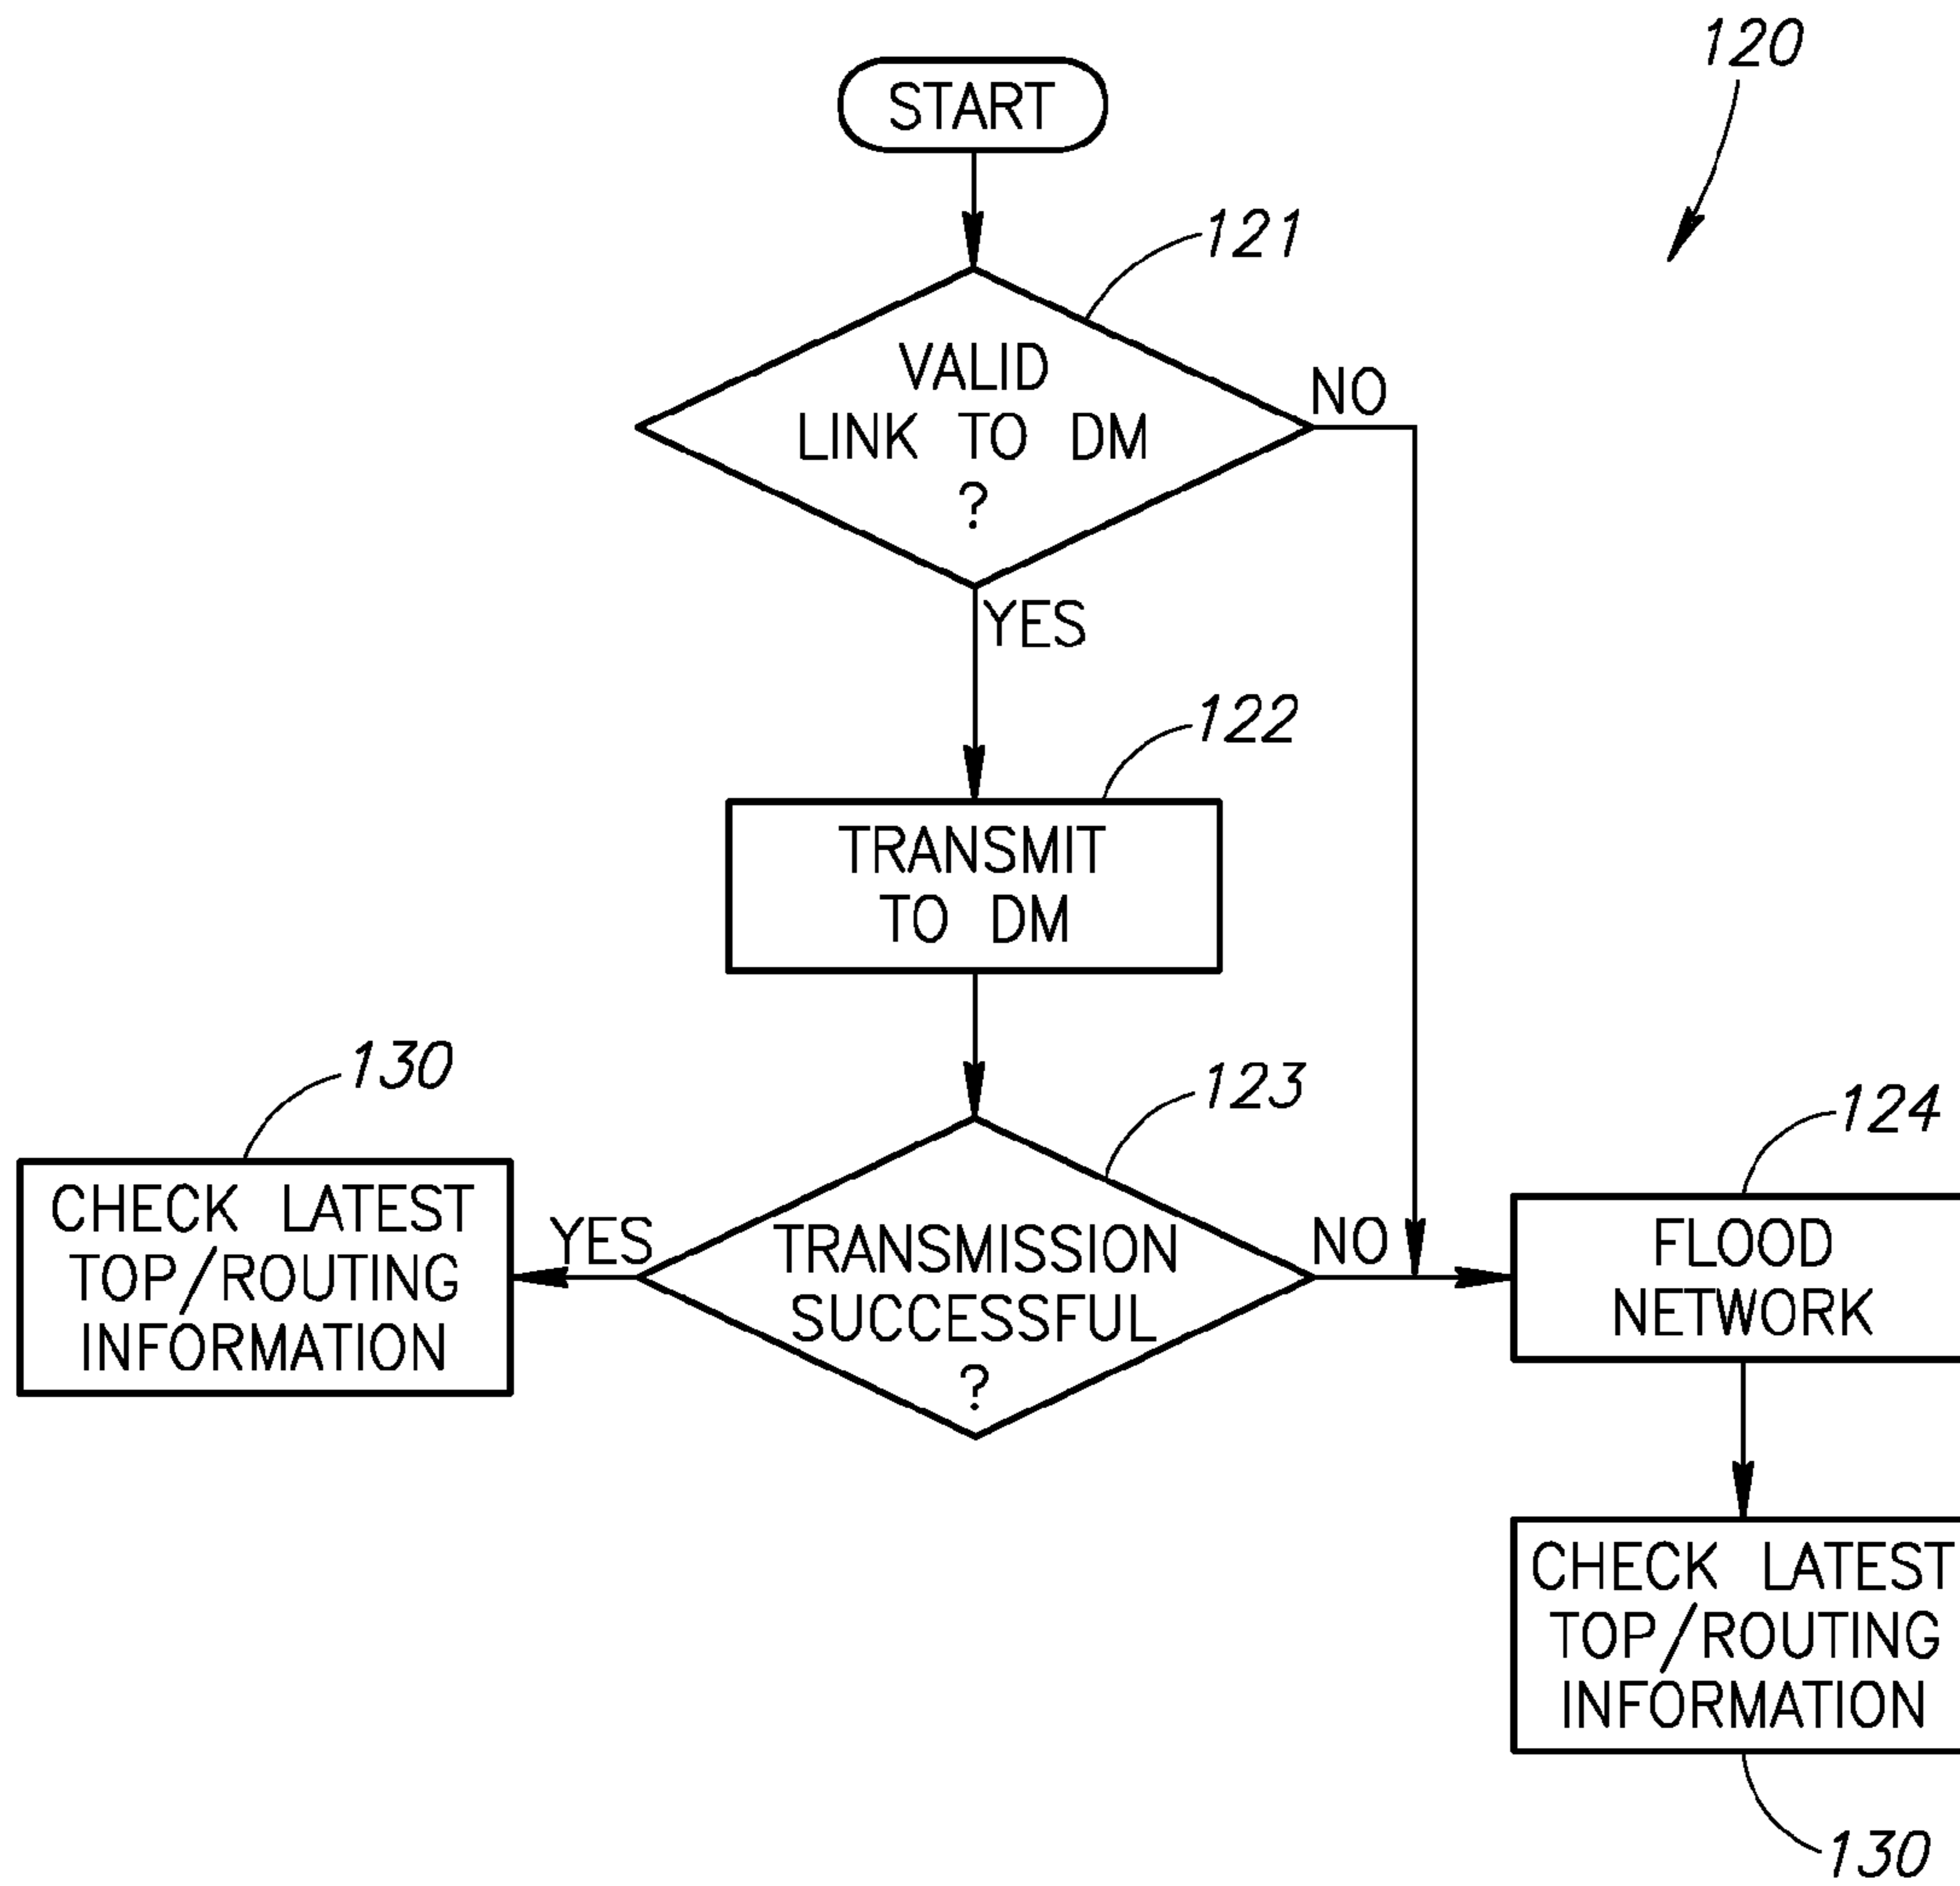 120
START
121
VALID
LINK TO DM
?
NO
YES
122
TRANSMIT
TO DM
130
123
124
CHECK LATEST
TOP/ROUTING
INFORMATION
YES
TRANSMISSION
SUCCESSFUL
?
NO
FLOOD
NETWORK
CHECK LATEST
TOP/ROUTING
INFORMATION
130